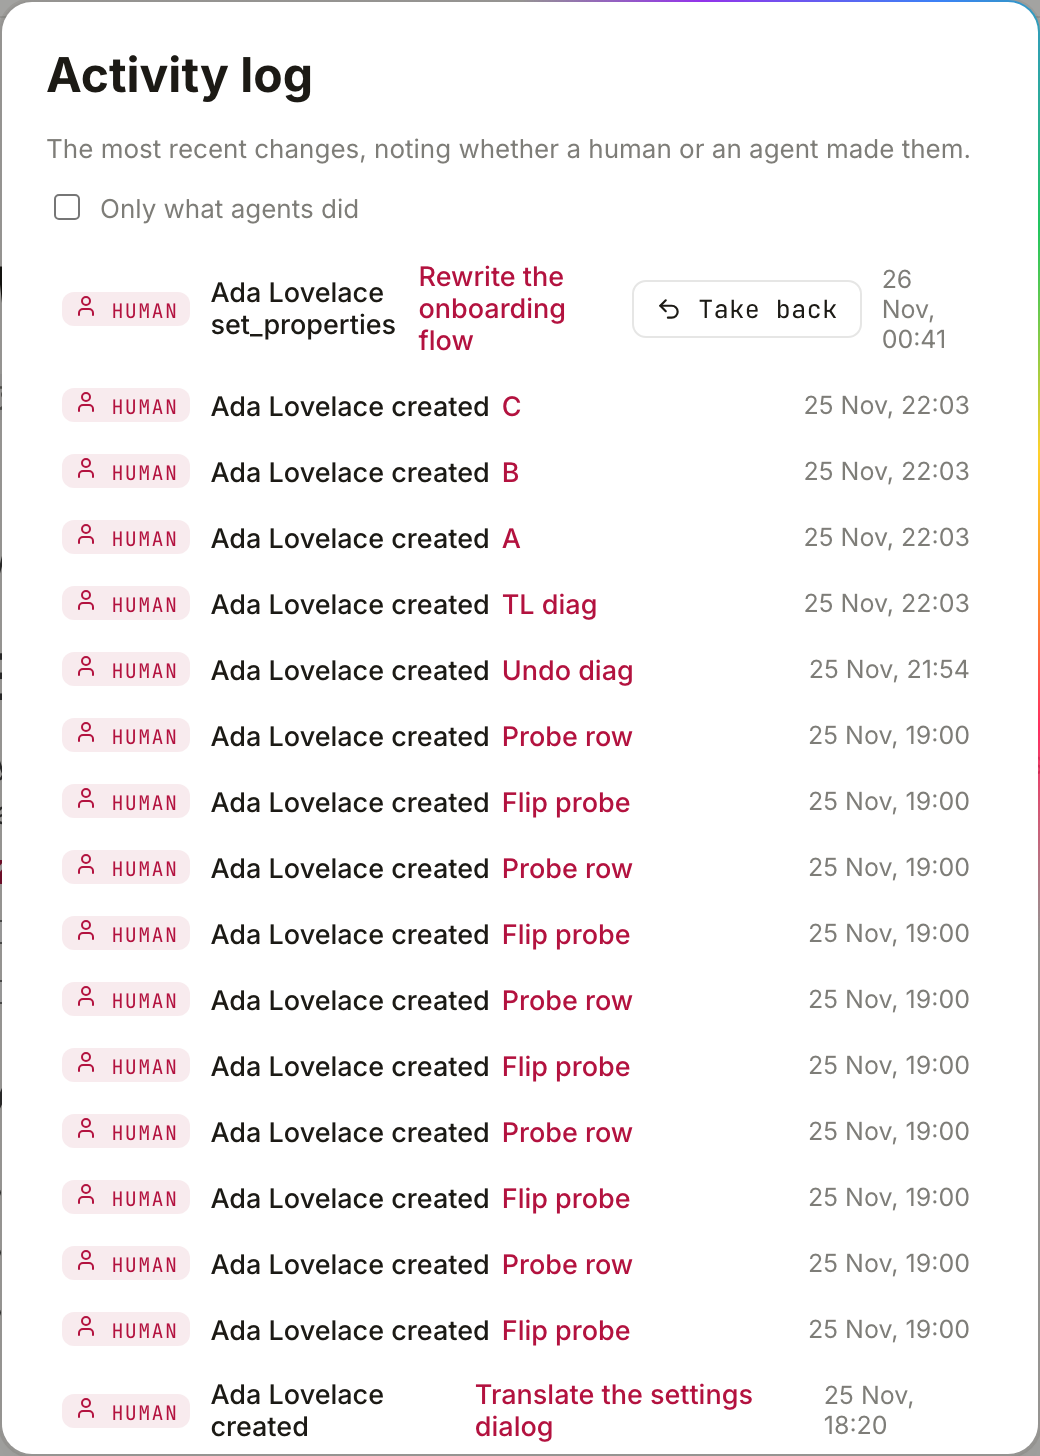 Activity log
The most recent changes, noting whether a human or an agent made them.
Only what agents did
HUMAN Ada Lovelace set_properties Rewrite the onboarding flow Take back 26 Nov, 00:41
HUMAN Ada Lovelace created C 25 Nov, 22:03
HUMAN Ada Lovelace created B 25 Nov, 22:03
HUMAN Ada Lovelace created A 25 Nov, 22:03
HUMAN Ada Lovelace created TL diag 25 Nov, 22:03
HUMAN Ada Lovelace created Undo diag 25 Nov, 21:54
HUMAN Ada Lovelace created Probe row 25 Nov, 19:00
HUMAN Ada Lovelace created Flip probe 25 Nov, 19:00
HUMAN Ada Lovelace created Probe row 25 Nov, 19:00
HUMAN Ada Lovelace created Flip probe 25 Nov, 19:00
HUMAN Ada Lovelace created Probe row 25 Nov, 19:00
HUMAN Ada Lovelace created Flip probe 25 Nov, 19:00
HUMAN Ada Lovelace created Probe row 25 Nov, 19:00
HUMAN Ada Lovelace created Flip probe 25 Nov, 19:00
HUMAN Ada Lovelace created Probe row 25 Nov, 19:00
HUMAN Ada Lovelace created Flip probe 25 Nov, 19:00
HUMAN Ada Lovelace created Translate the settings dialog 25 Nov, 18:20